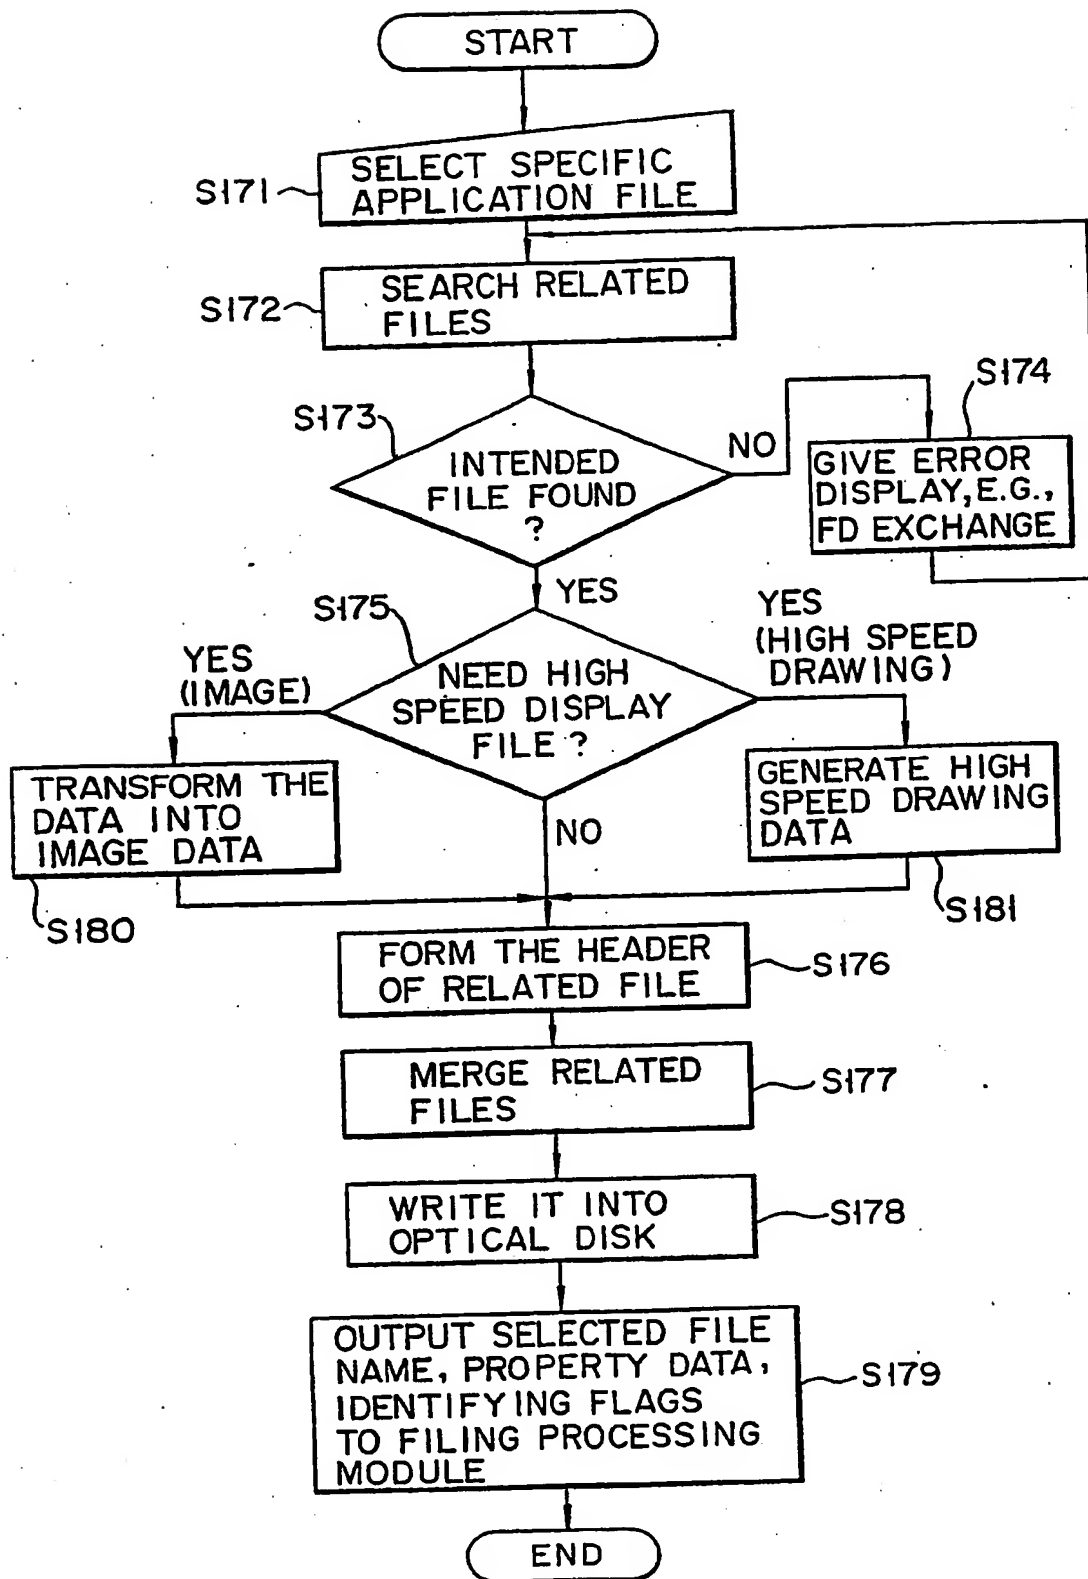 START
S171
SELECT SPECIFIC
APPLICATION FILE
S172
SEARCH RELATED
FILES
S173
INTENDED
FILE FOUND
?
NO
S174
GIVE ERROR
DISPLAY, E.G.,
FD EXCHANGE
YES
S175
NEED HIGH
SPEED DISPLAY
FILE ?
YES
(IMAGE)
YES
(HIGH SPEED
DRAWING)
NO
TRANSFORM THE
DATA INTO
IMAGE DATA
S180
GENERATE HIGH
SPEED DRAWING
DATA
S181
FORM THE HEADER
OF RELATED FILE
S176
MERGE RELATED
FILES
S177
WRITE IT INTO
OPTICAL DISK
S178
OUTPUT SELECTED FILE
NAME, PROPERTY DATA,
IDENTIFYING FLAGS
TO FILING PROCESSING
MODULE
S179
END